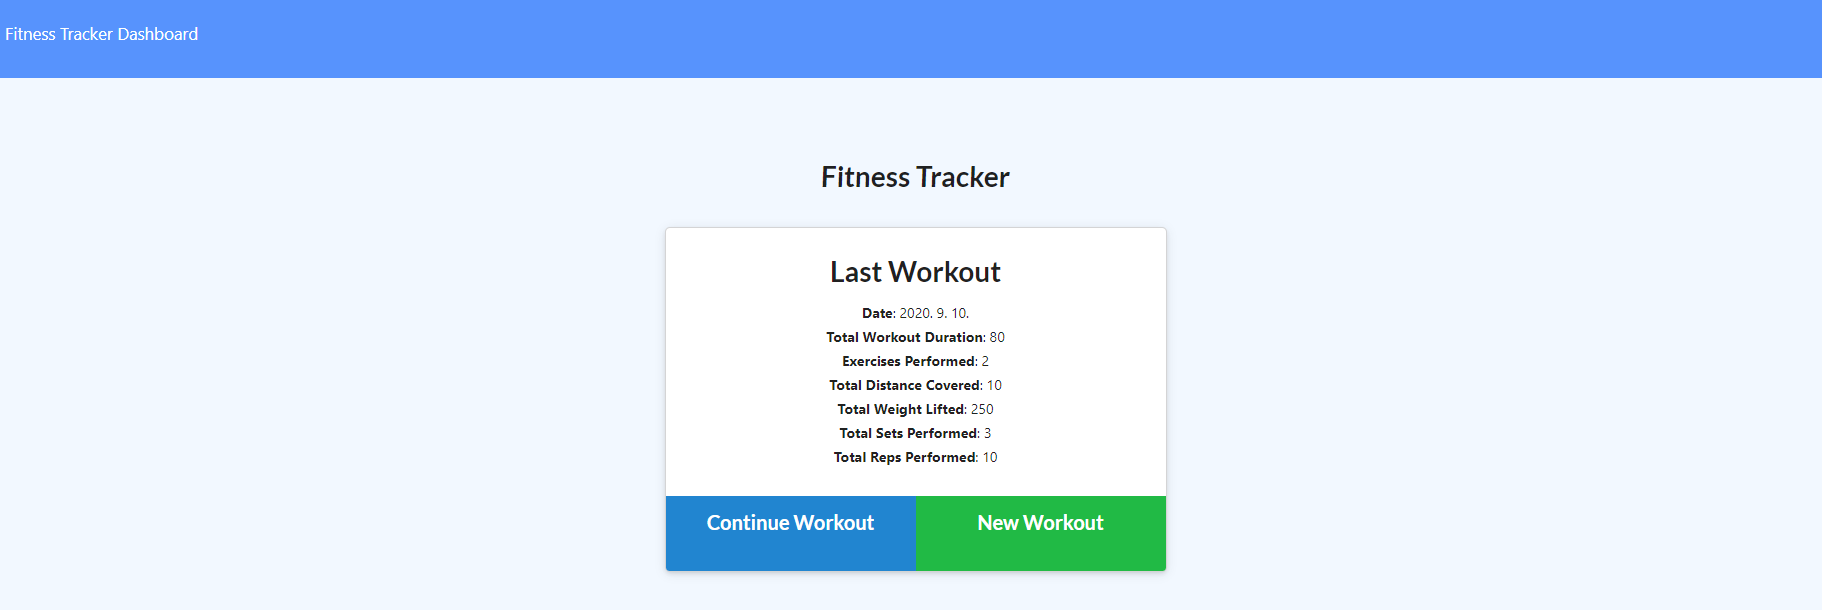 Fitness Tracker Dashboard
Fitness Tracker
Last Workout
Date: 2020. 9. 10.
Total Workout Duration: 80
Exercises Performed: 2
Total Distance Covered: 10
Total Weight Lifted: 250
Total Sets Performed: 3
Total Reps Performed: 10
Continue Workout
New Workout